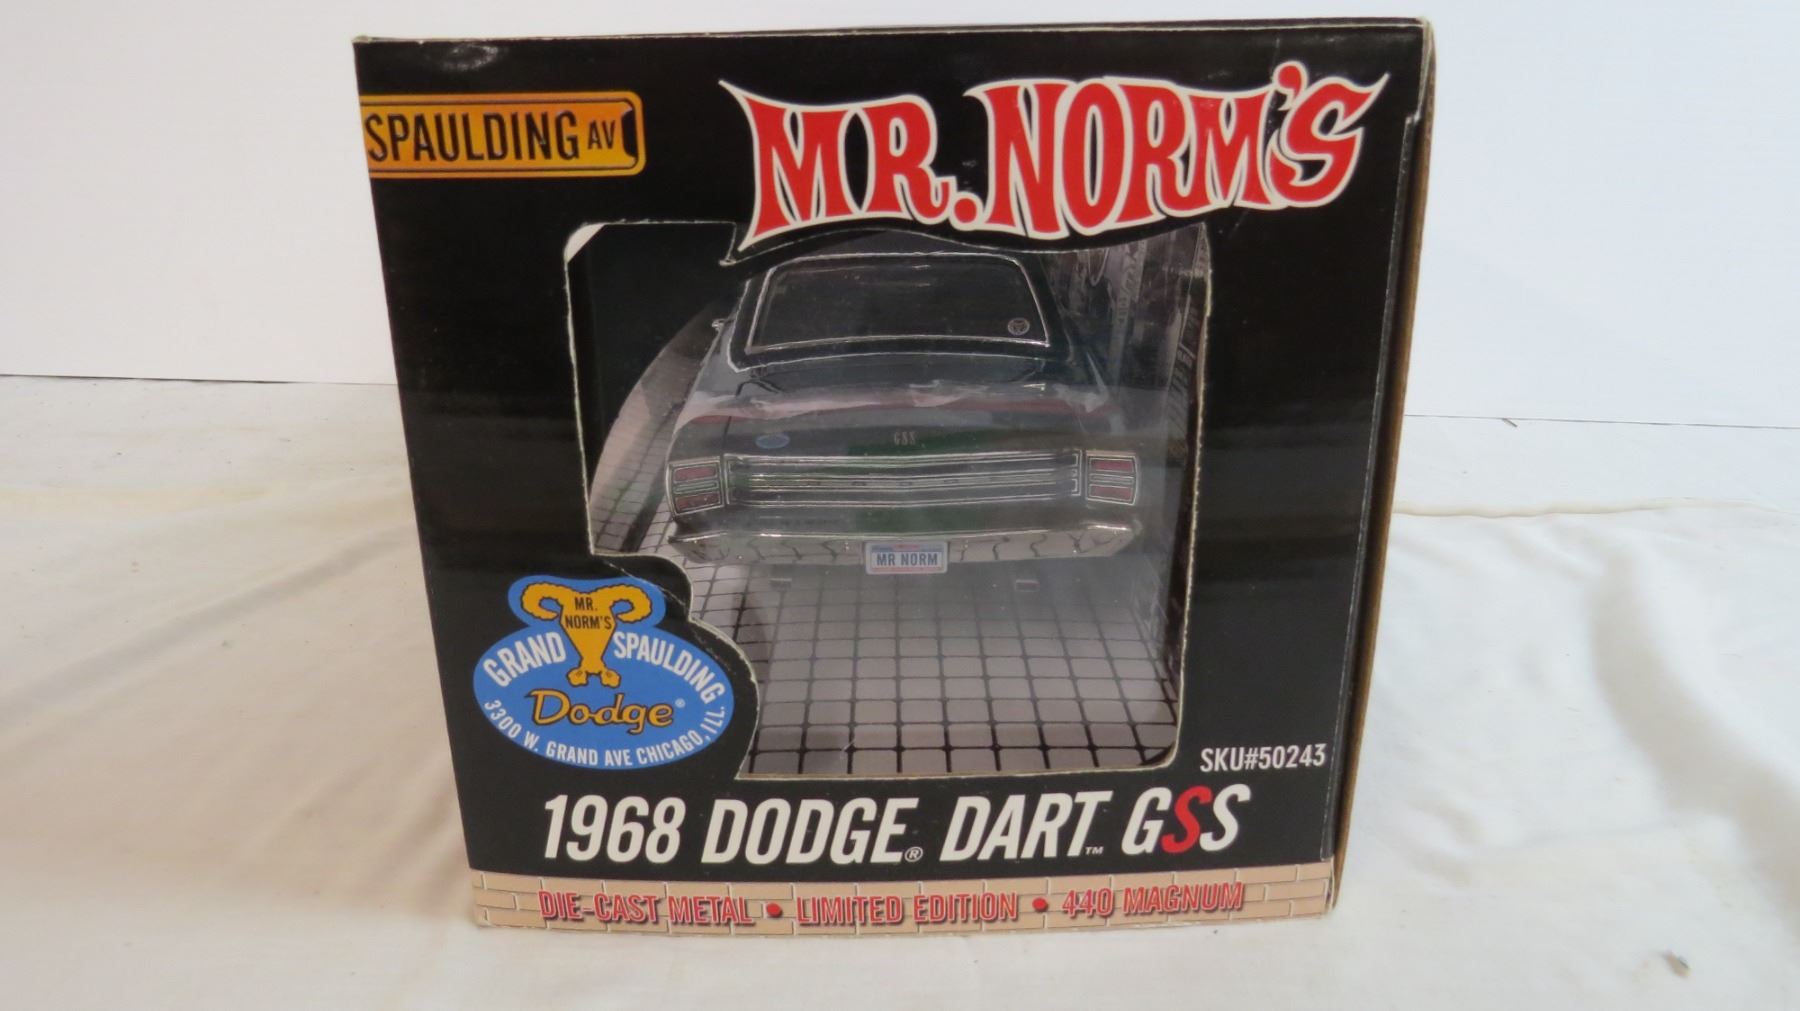 SPAULDING AV
MR. NORM'S
GSS
MR NORM
MR.
NORM'S
GRAND SPAULDING
Dodge®
3300 W. GRAND AVE CHICAGO, ILL.
SKU#50243
1968 DODGE® DART™ GSS
DIE-CAST METAL • LIMITED EDITION • 440 MAGNUM